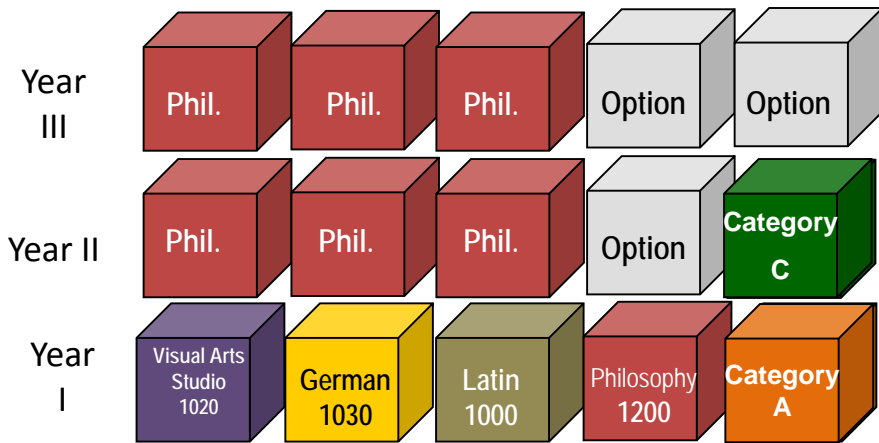 Year
III
Phil.
Phil.
Phil.
Option
Option
Year II
Phil.
Phil.
Phil.
Option
Category
C
Year
I
Visual Arts
Studio
1020
German
1030
Latin
1000
Philosophy
1200
Category
A